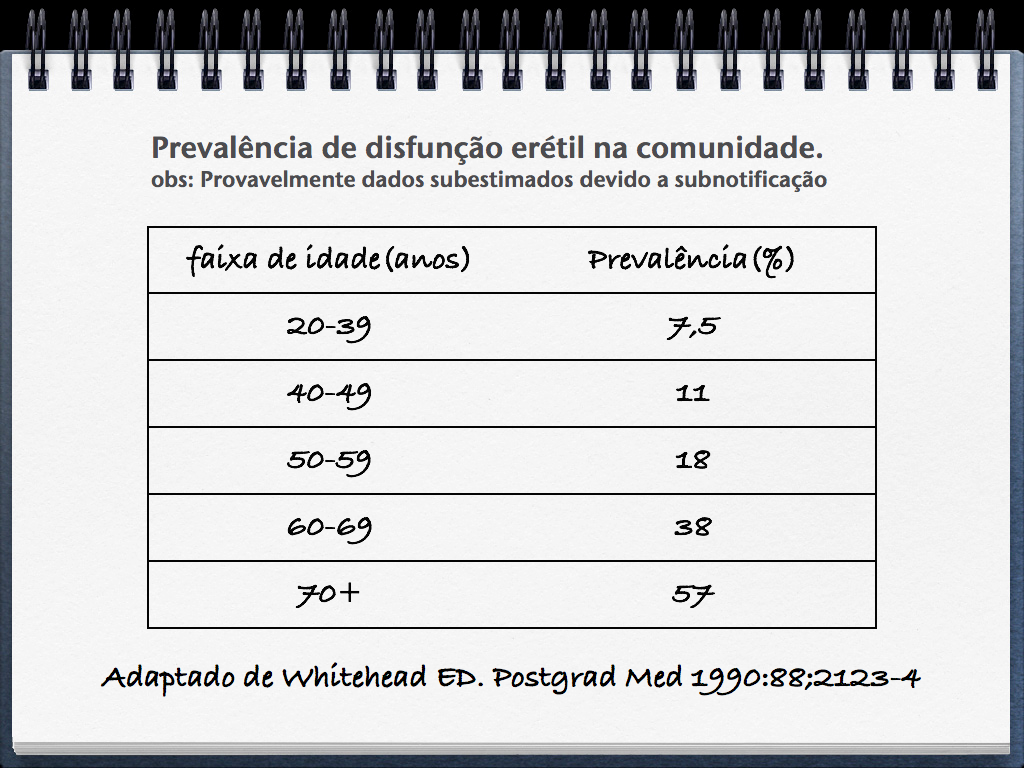 Prevalência de disfunção erétil na comunidade.
obs: Provavelmente dados subestimados devido a subnotificação
faixa de idade(anos) Prevalência(%)
20-39 7,5
40-49 11
50-59 18
60-69 38
70+ 57
Adaptado de Whitehead ED. Postgrad Med 1990:88;2123-4